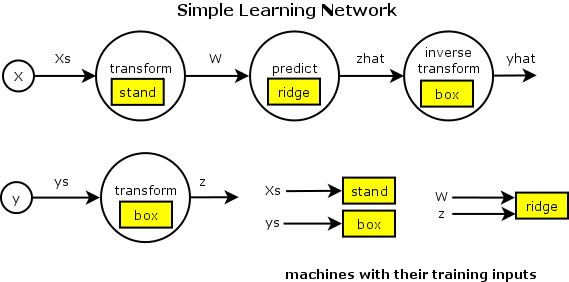 Simple Learning Network
X
Xs
transform
stand
W
predict
ridge
zhat
inverse
transform
box
yhat
y
ys
transform
box
z
Xs
stand
ys
box
W
z
ridge
machines with their training inputs